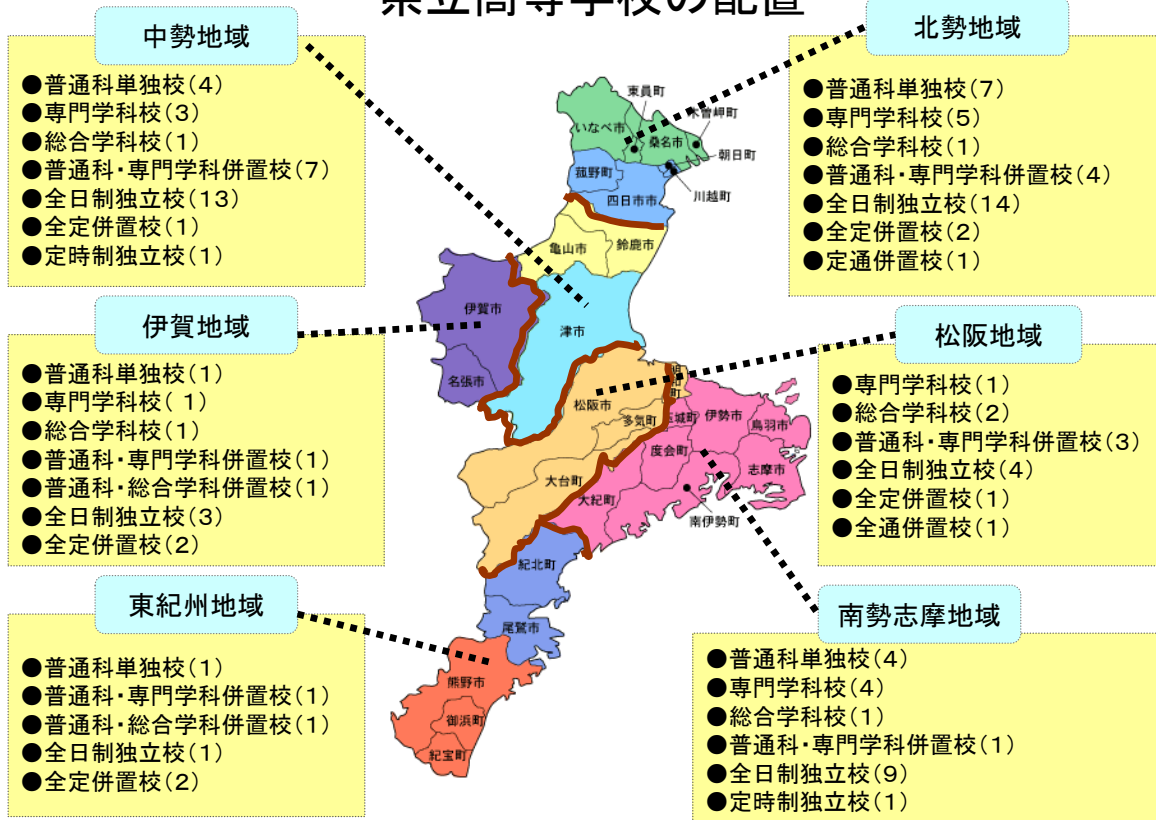 県立高等学校の配置
中勢地域
●普通科単独校(4)
●専門学科校(3)
●総合学科校(1)
●普通科・専門学科併置校(7)
●全日制独立校(13)
●全定併置校(1)
●定時制独立校(1)
北勢地域
●普通科単独校(7)
●専門学科校(5)
●総合学科校(1)
●普通科・専門学科併置校(4)
●全日制独立校(14)
●全定併置校(2)
●定通併置校(1)
伊賀地域
●普通科単独校(1)
●専門学科校( 1)
●総合学科校(1)
●普通科・専門学科併置校(1)
●普通科・総合学科併置校(1)
●全日制独立校(3)
●全定併置校(2)
松阪地域
●専門学科校(1)
●総合学科校(2)
●普通科・専門学科併置校(3)
●全日制独立校(4)
●全定併置校(1)
●全通併置校(1)
東紀州地域
●普通科単独校(1)
●普通科・専門学科併置校(1)
●普通科・総合学科併置校(1)
●全日制独立校(1)
●全定併置校(2)
南勢志摩地域
●普通科単独校(4)
●専門学科校(4)
●総合学科校(1)
●普通科・専門学科併置校(1)
●全日制独立校(9)
●定時制独立校(1)
東員町
いなべ市
木曽岬町
桑名市
朝日町
菰野町
川越町
四日市市
亀山市
鈴鹿市
伊賀市
津市
名張市
松阪市
明和町
多気町
玉城町
伊勢市
鳥羽市
度会町
志摩市
大台町
大紀町
南伊勢町
紀北町
尾鷲市
熊野市
御浜町
紀宝町